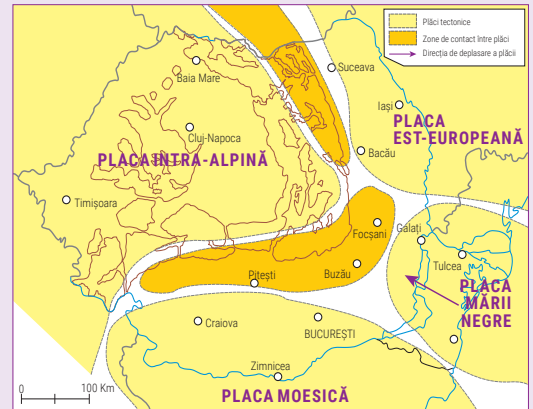 Plăci tectonice
Zone de contact între plăci
Direcția de deplasare a plăcii
Suceava
Baia Mare
Iași
PLACA
EST-EUROPEANĂ
Cluj-Napoca
Bacău
PLACA INTRA-ALPINĂ
Timișoara
Focșani
Galați
Tulcea
Buzău
Pitești
PLACA
MĂRII
NEGRE
Craiova
BUCUREȘTI
Zimnicea
0 100 Km
PLACA MOESICĂ